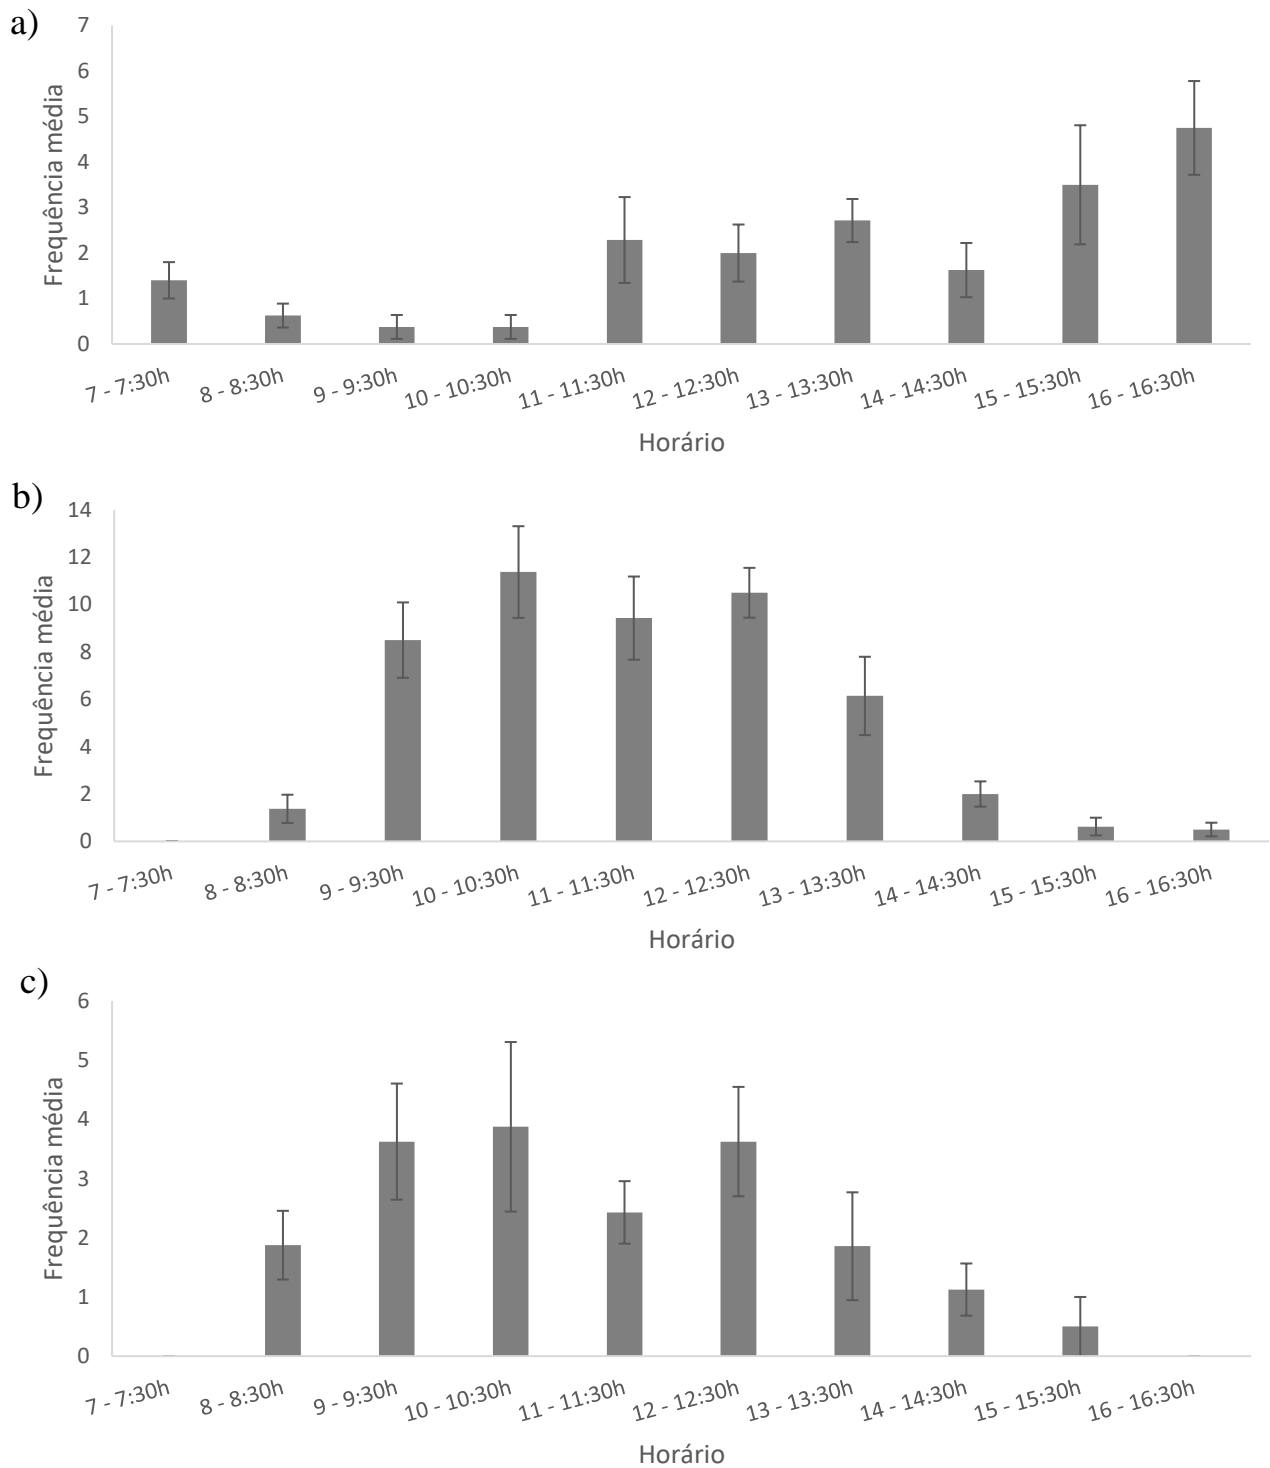 a)
Frequência média
7
6
5
4
3
2
1
0
7 - 7:30h
8 - 8:30h
9 - 9:30h
10 - 10:30h
11 - 11:30h
12 - 12:30h
13 - 13:30h
14 - 14:30h
15 - 15:30h
16 - 16:30h
Horário
b)
Frequência média
14
12
10
8
6
4
2
0
7 - 7:30h
8 - 8:30h
9 - 9:30h
10 - 10:30h
11 - 11:30h
12 - 12:30h
13 - 13:30h
14 - 14:30h
15 - 15:30h
16 - 16:30h
Horário
c)
Frequência média
6
5
4
3
2
1
0
7 - 7:30h
8 - 8:30h
9 - 9:30h
10 - 10:30h
11 - 11:30h
12 - 12:30h
13 - 13:30h
14 - 14:30h
15 - 15:30h
16 - 16:30h
Horário